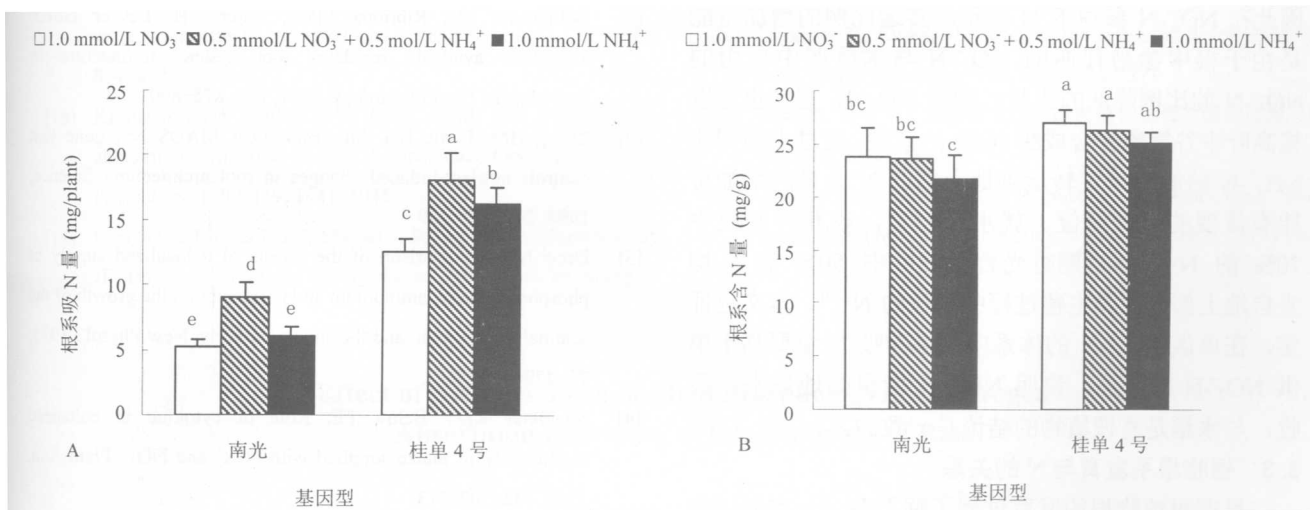 □1.0 mmol/L NO₃⁻ ▨0.5 mmol/L NO₃⁻ + 0.5 mol/L NH₄⁺ ■1.0 mmol/L NH₄⁺
根系吸 N 量 (mg/plant)
25
20
15
10
5
0
e
d
e
c
a
b
A
南光
桂单 4 号
基因型
□1.0 mmol/L NO₃⁻ ▨0.5 mmol/L NO₃⁻ + 0.5 mol/L NH₄⁺ ■1.0 mmol/L NH₄⁺
根系含 N 量 (mg/g)
30
25
20
15
10
5
0
bc
bc
c
a
a
ab
B
南光
桂单 4 号
基因型